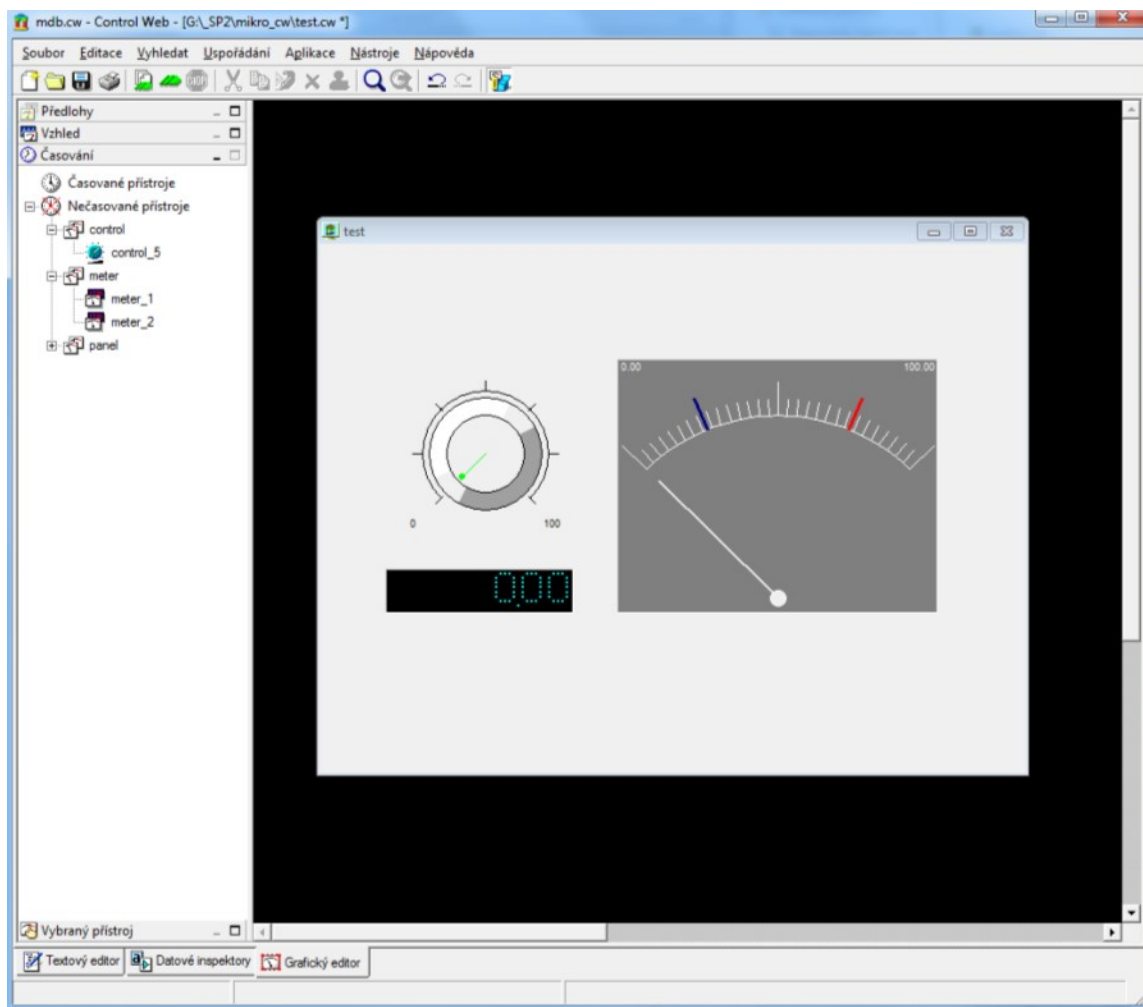 mdb.cw - Control Web - [G:\_SP2\mikro_cw\test.cw *]
Soubor Editace Vyhledat Uspořádání Aplikace Nástroje Nápověda
Předlohy
Vzhled
Časování
Časované přístroje
Nečasované přístroje
control
control_5
meter
meter_1
meter_2
panel
test
0.00 100.00
0 100
0.00
Vybraný přístroj
Textový editor Datové inspektory Grafický editor